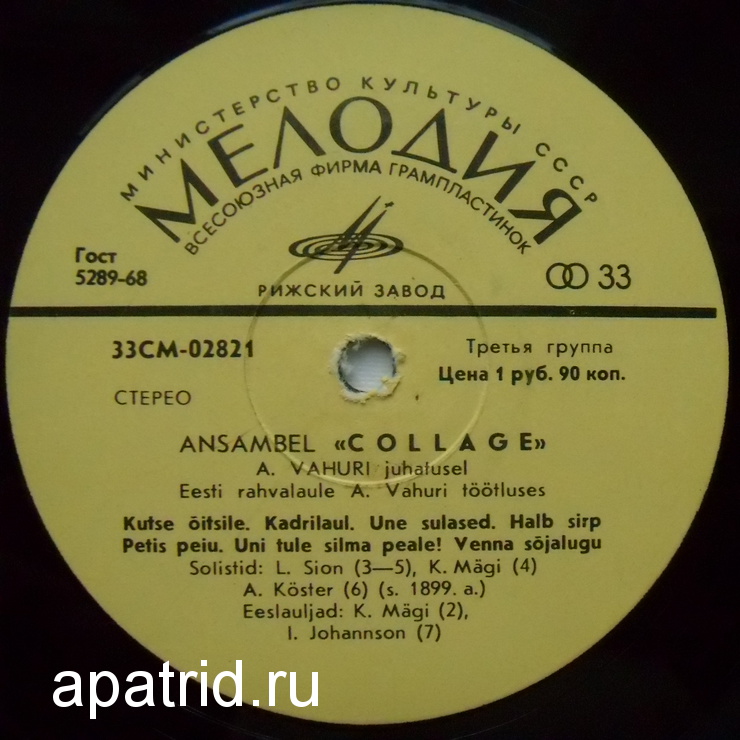 МИНИСТЕРСТВО КУЛЬТУРЫ СССР
МЕЛОДИЯ
ВСЕСОЮЗНАЯ ФИРМА ГРАМПЛАСТИНОК
Гост
5289-68
33
РИЖСКИЙ ЗАВОД
33СМ-02821
Третья группа
Цена 1 руб. 90 коп.
СТЕРЕО
ANSAMBEL «COLLAGE»
A. VAHURI juhatusel
Eesti rahvalaule A. Vahuri töötluses
Kutse õitsile. Kadrilaul. Une sulased. Halb sirp
Petis peiu. Uni tule silma peale! Venna sõjalugu
Solistid: L. Sion (3—5), K. Mägi (4)
A. Köster (6) (s. 1899. a.)
Eeslauljad: K. Mägi (2),
I. Johannson (7)
apatrid.ru